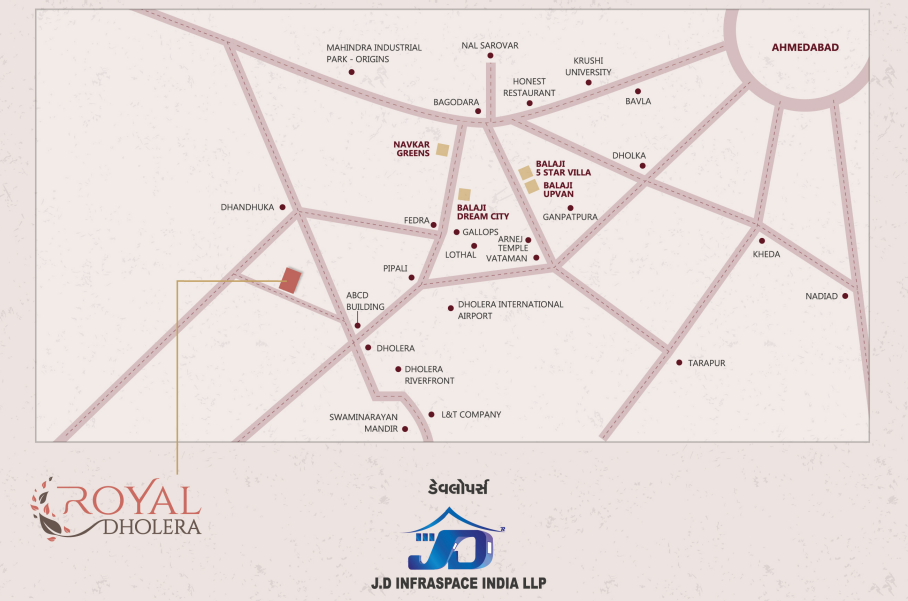 AHMEDABAD
MAHINDRA INDUSTRIAL
PARK - ORIGINS
NAL SAROVAR
KRUSHI
UNIVERSITY
HONEST
RESTAURANT
BAGODARA
BAVLA
NAVKAR
GREENS
DHOLKA
BALAJI
5 STAR VILLA
BALAJI
UPVAN
DHANDHUKA
BALAJI
DREAM CITY
GANPATPURA
FEDRA
GALLOPS
ARNEJ
TEMPLE
LOTHAL
VATAMAN
KHEDA
PIPALI
NADIAD
ABCD
BUILDING
DHOLERA INTERNATIONAL
AIRPORT
DHOLERA
TARAPUR
DHOLERA
RIVERFRONT
SWAMINARAYAN
MANDIR
L&T COMPANY
ROYAL
DHOLERA
ડેવલોપર્સ
JD
R
J.D INFRASPACE INDIA LLP